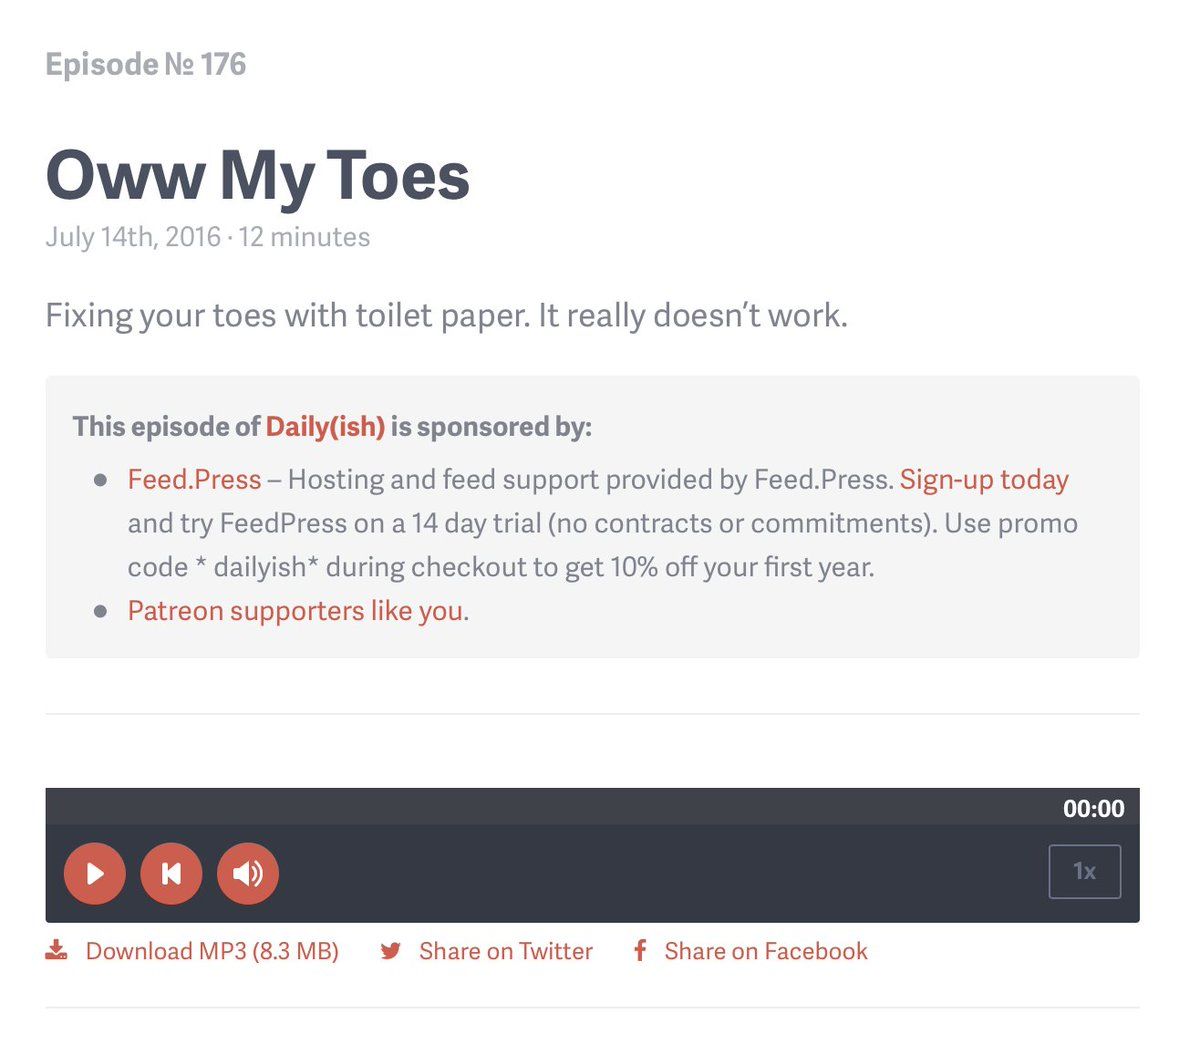 Episode № 176
Oww My Toes
July 14th, 2016 · 12 minutes
Fixing your toes with toilet paper. It really doesn’t work.
This episode of Daily(ish) is sponsored by:
Feed.Press – Hosting and feed support provided by Feed.Press. Sign-up today
and try FeedPress on a 14 day trial (no contracts or commitments). Use promo
code * dailyish* during checkout to get 10% off your first year.
Patreon supporters like you.
00:00
1x
Download MP3 (8.3 MB) Share on Twitter Share on Facebook